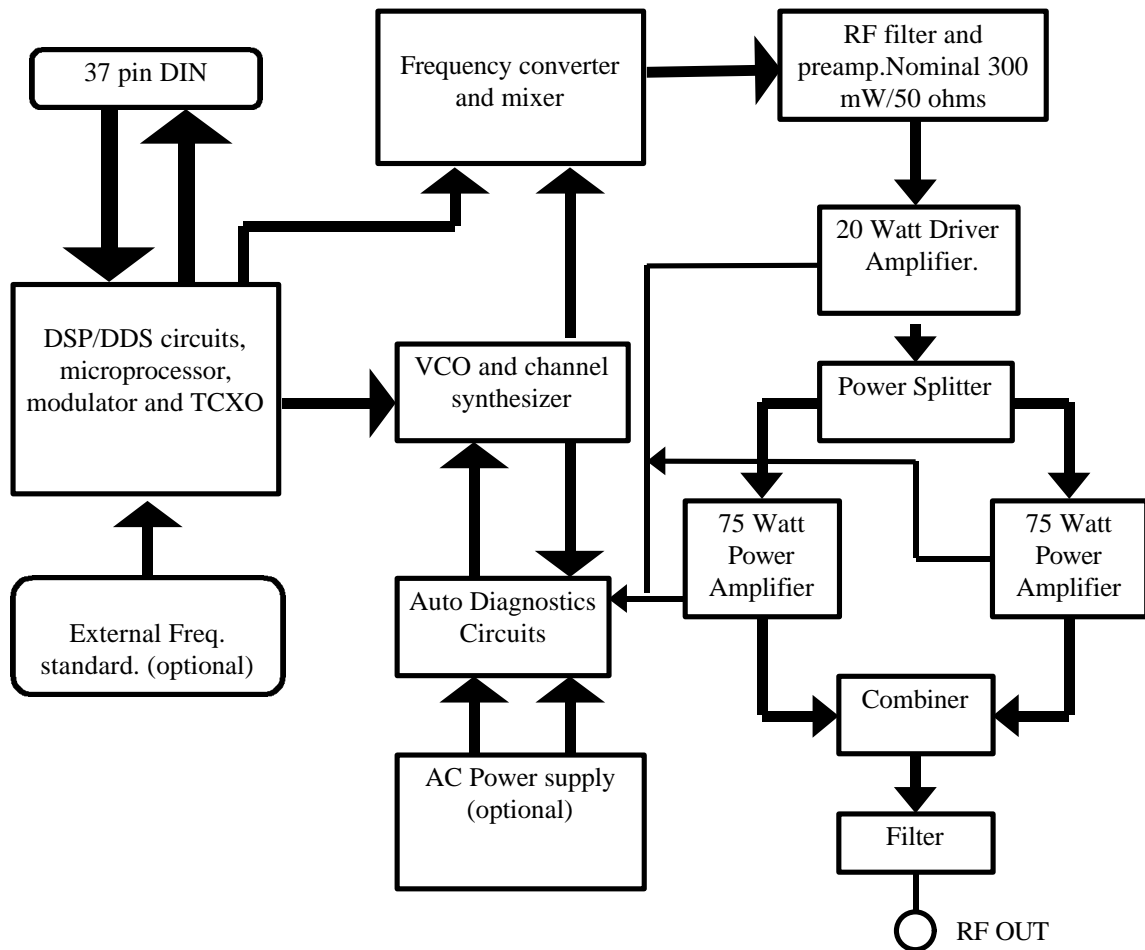 37 pin DIN
Frequency converter
and mixer
RF filter and
preamp.Nominal 300
mW/50 ohms
20 Watt Driver
Amplifier.
DSP/DDS circuits,
microprocessor,
modulator and TCXO
VCO and channel
synthesizer
Power Splitter
75 Watt
Power
Amplifier
75 Watt
Power
Amplifier
External Freq.
standard. (optional)
Auto Diagnostics
Circuits
Combiner
AC Power supply
(optional)
Filter
RF OUT